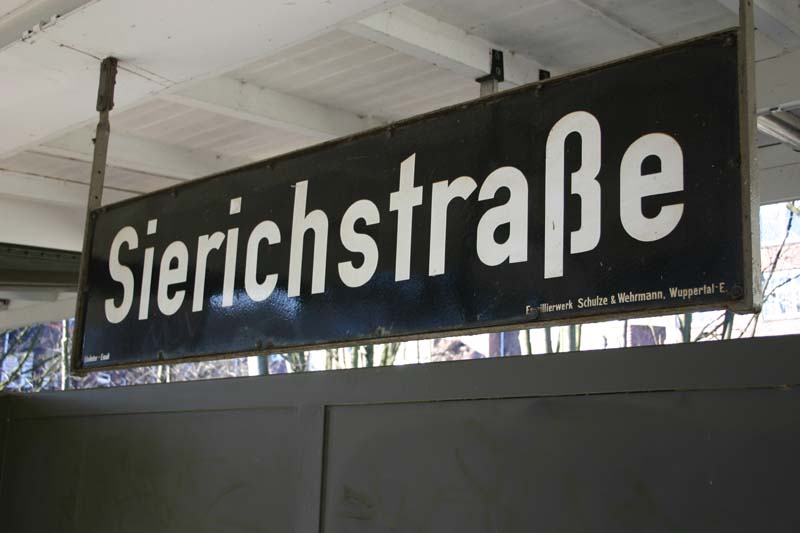 Sierichstraße
Emaillierwerk Schulze & Wehrmann, Wuppertal-E.